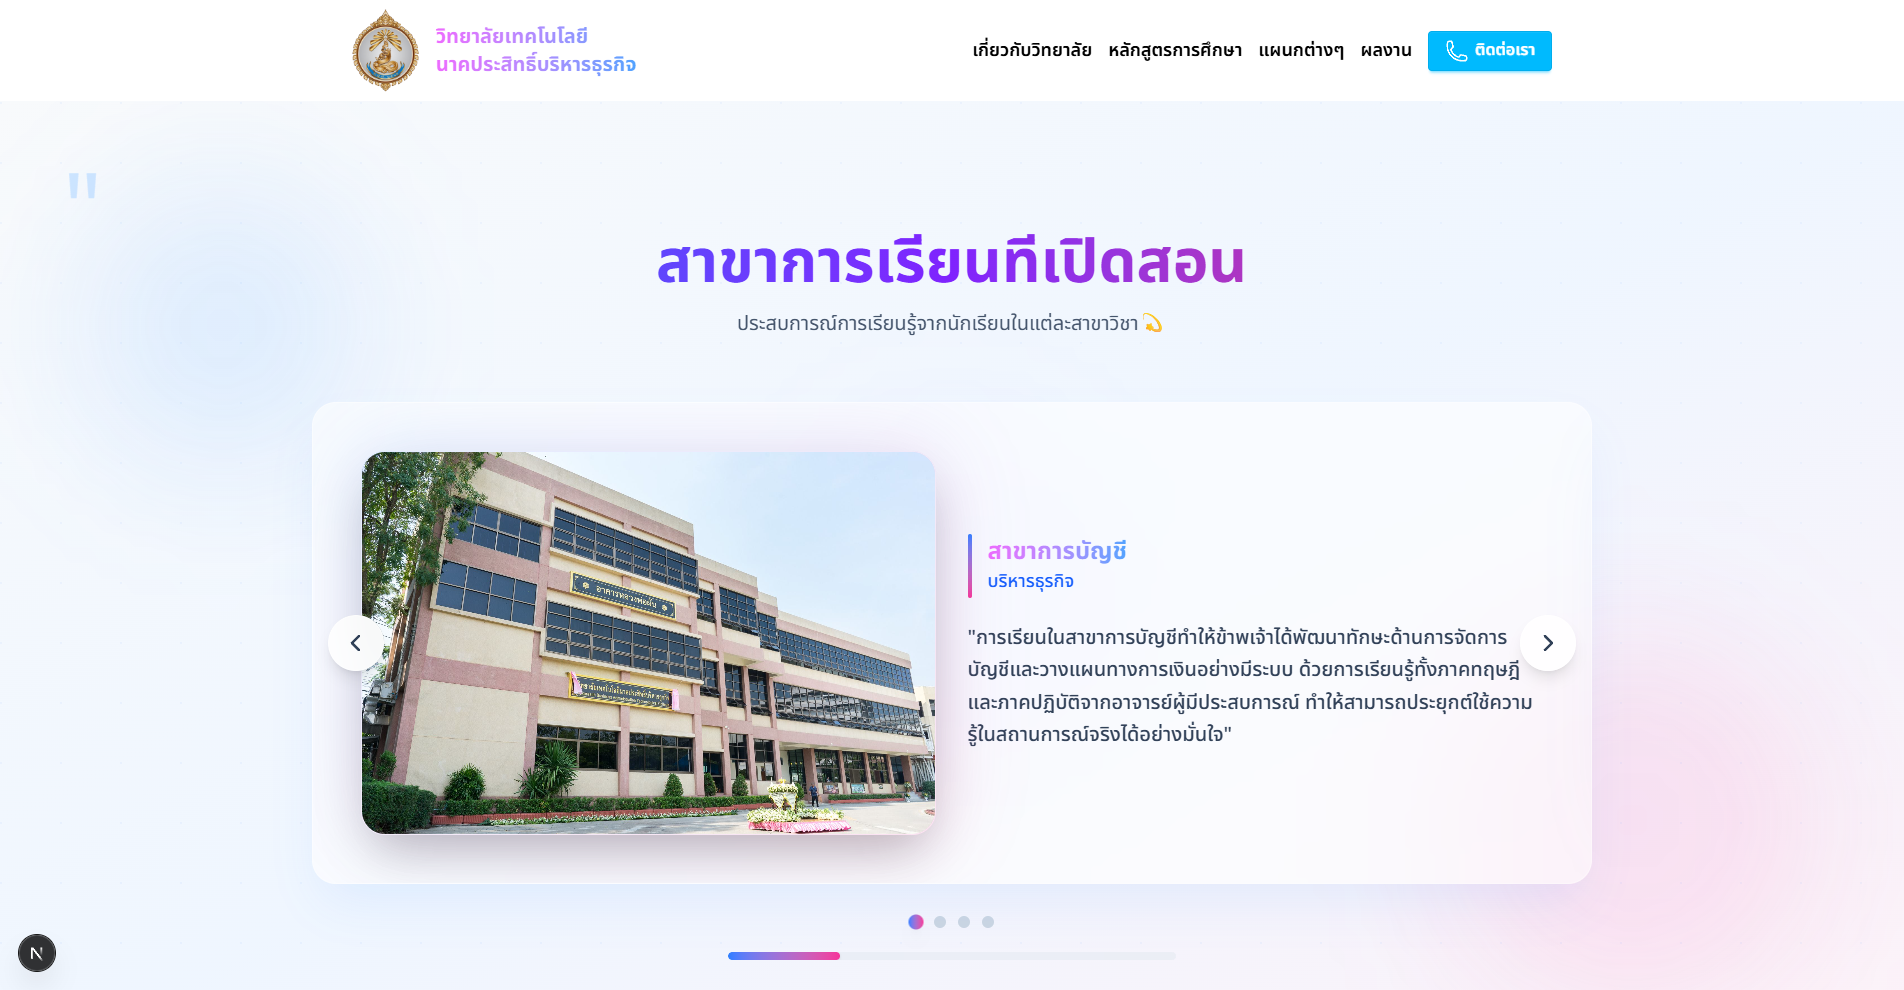 วิทยาลัยเทคโนโลยี
นาคประสิทธิ์บริหารธุรกิจ
เกี่ยวกับวิทยาลัย หลักสูตรการศึกษา แผนกต่างๆ ผลงาน ติดต่อเรา
"
สาขาการเรียนที่เปิดสอน
ประสบการณ์การเรียนรู้จากนักเรียนในแต่ละสาขาวิชา 💫
อาคารหลวงพ่อผัน
สาขาการบัญชี
บริหารธุรกิจ
"การเรียนในสาขาการบัญชีทำให้ข้าพเจ้าได้พัฒนาทักษะด้านการจัดการ
บัญชีและวางแผนทางการเงินอย่างมีระบบ ด้วยการเรียนรู้ทั้งภาคทฤษฎี
และภาคปฏิบัติจากอาจารย์ผู้มีประสบการณ์ ทำให้สามารถประยุกต์ใช้ความ
รู้ในสถานการณ์จริงได้อย่างมั่นใจ"
N